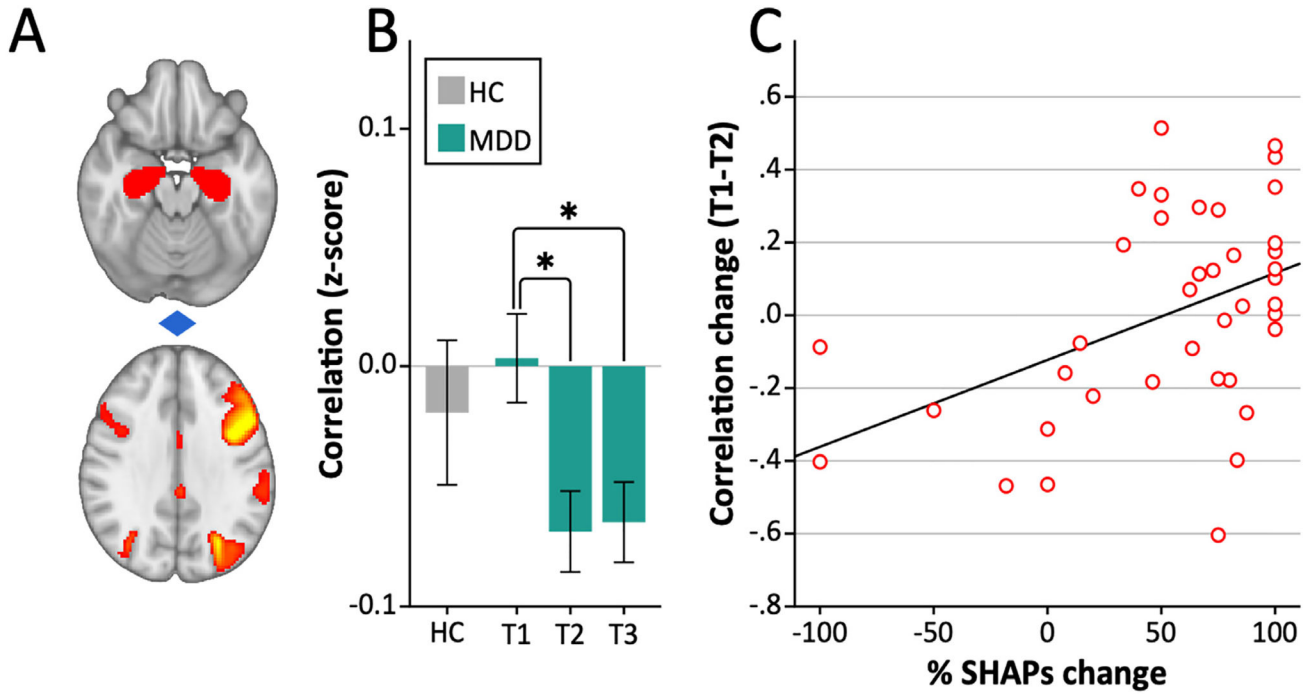 A
B
C
HC
MDD
Correlation (z-score)
0.1
0.0
-0.1
*
*
HC T1 T2 T3
Correlation change (T1-T2)
.6
.4
.2
.0
-.2
-.4
-.6
-.8
-100 -50 0 50 100
% SHAPs change